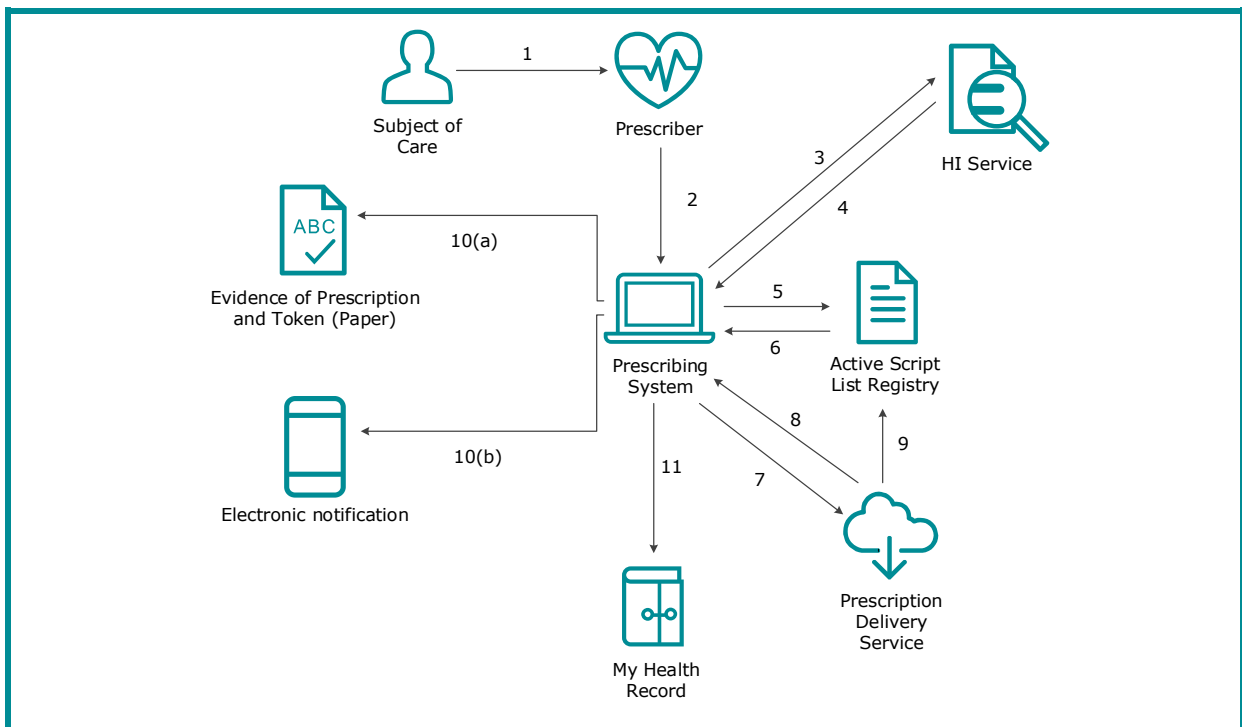 1
Subject of
Care
Prescriber
HI Service
3
4
2
ABC
10(a)
Evidence of Prescription
and Token (Paper)
5
6
Prescribing
System
Active Script
List Registry
8
9
7
10(b)
11
Electronic notification
Prescription
Delivery
Service
My Health
Record